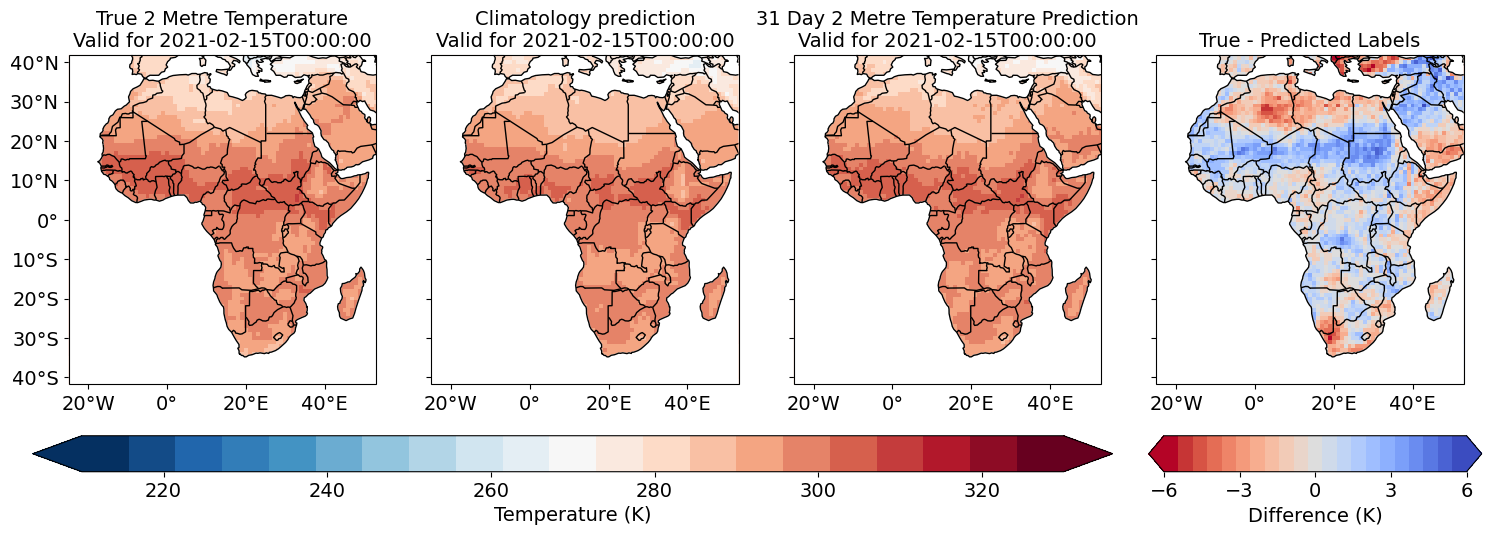 True 2 Metre Temperature
Valid for 2021-02-15T00:00:00
Climatology prediction
Valid for 2021-02-15T00:00:00
31 Day 2 Metre Temperature Prediction
Valid for 2021-02-15T00:00:00
True - Predicted Labels
40°N
30°N
20°N
10°N
0°
10°S
20°S
30°S
40°S
20°W 0° 20°E 40°E
20°W 0° 20°E 40°E
20°W 0° 20°E 40°E
20°W 0° 20°E 40°E
220 240 260 280 300 320
Temperature (K)
−6 −3 0 3 6
Difference (K)